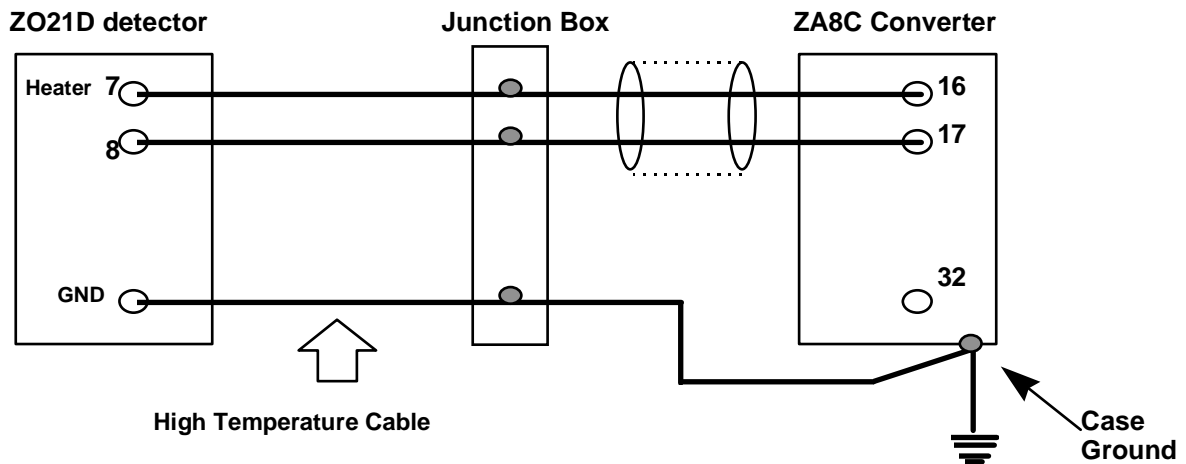 ZO21D detector
Junction Box
ZA8C Converter
Heater 7
16
8
17
GND
32
High Temperature Cable
Case
Ground